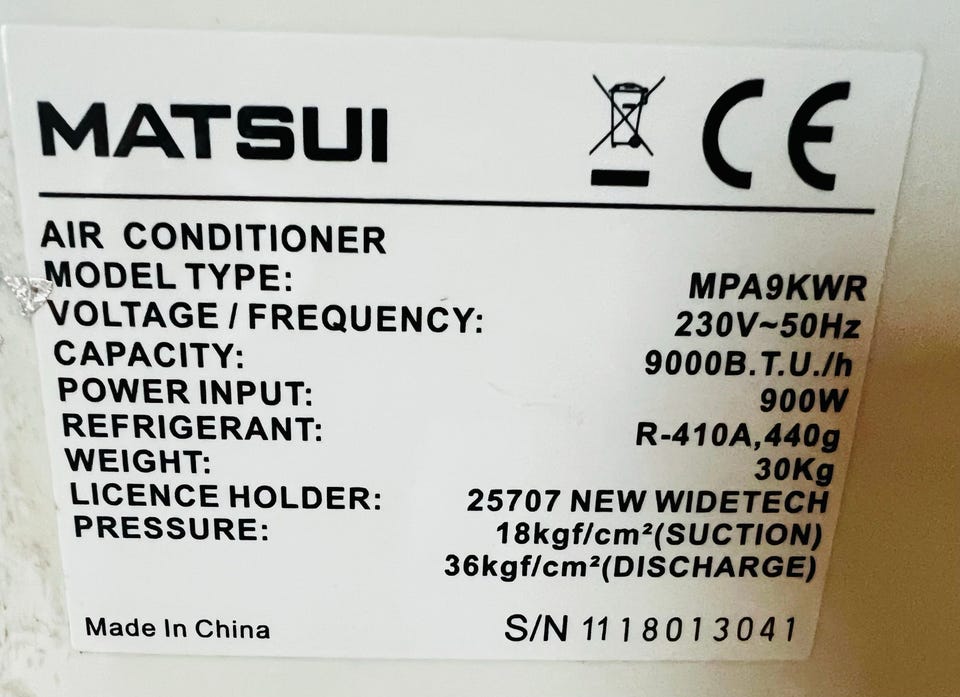 MATSUI CE
AIR CONDITIONER
MODEL TYPE: MPA9KWR
VOLTAGE / FREQUENCY: 230V~50Hz
CAPACITY: 9000B.T.U./h
POWER INPUT: 900W
REFRIGERANT: R-410A,440g
WEIGHT: 30Kg
LICENCE HOLDER: 25707 NEW WIDETECH
PRESSURE: 18kgf/cm²(SUCTION)
36kgf/cm²(DISCHARGE)
Made In China S/N 1118013041